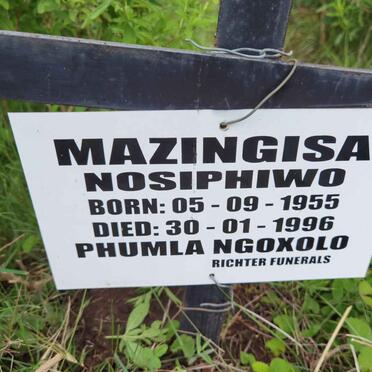 MAZINGISA
NOSIPHIWO
BORN: 05 - 09 - 1955
DIED: 30 - 01 - 1996
PHUMLA NGOXOLO
RICHTER FUNERALS